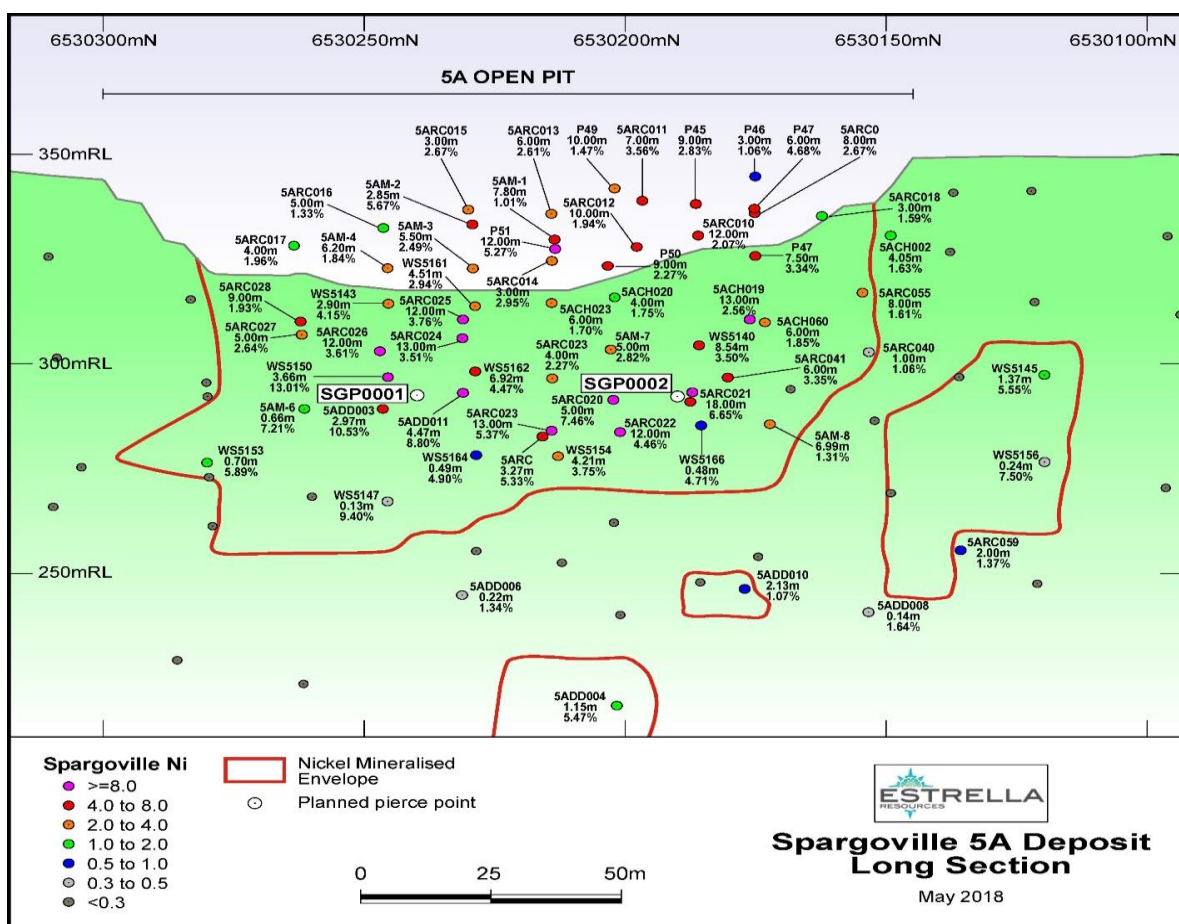 6530300mN
6530250mN
6530200mN
6530150mN
6530100mN
5A OPEN PIT
350mRL
300mRL
250mRL
5ARC015
3.00m
2.67%
5ARC013
6.00m
2.61%
P49
10.00m
1.47%
5ARC011
7.00m
3.56%
P45
9.00m
2.83%
P46
3.00m
1.06%
P47
6.00m
4.68%
5ARC0
8.00m
2.67%
5ARC016
5.00m
1.33%
5AM-2
2.85m
5.67%
5AM-1
7.80m
1.01%
5ARC012
10.00m
1.94%
5ARC018
3.00m
1.59%
5ARC017
4.00m
1.96%
5AM-4
6.20m
1.84%
5AM-3
5.50m
2.49%
P51
12.00m
5.27%
P50
9.00m
2.27%
5ARC010
12.00m
2.07%
P47
7.50m
3.34%
5ACH002
4.05m
1.63%
WS5161
4.51m
2.94%
5ARC014
3.00m
2.95%
5ARC028
9.00m
1.93%
WS5143
2.90m
4.15%
5ARC025
12.00m
3.76%
5ACH023
6.00m
1.70%
5ACH020
4.00m
1.75%
5ACH019
13.00m
2.56%
5ARC055
8.00m
1.61%
5ARC027
5.00m
2.64%
5ARC026
12.00m
3.61%
5ARC024
13.00m
3.51%
5ARC023
4.00m
2.27%
5AM-7
5.00m
2.82%
WS5140
8.54m
3.50%
5ACH060
6.00m
1.85%
5ARC040
1.00m
1.06%
WS5150
3.66m
13.01%
WS5162
6.92m
4.47%
5ARC041
6.00m
3.35%
WS5145
1.37m
5.55%
SGP0001
SGP0002
5AM-6
0.66m
7.21%
5ADD003
2.97m
10.53%
5ADD011
4.47m
8.80%
5ARC023
13.00m
5.37%
5ARC020
5.00m
7.46%
5ARC022
12.00m
4.46%
5ARC021
18.00m
6.65%
5AM-8
6.99m
1.31%
WS5153
0.70m
5.89%
WS5164
0.49m
4.90%
5ARC
3.27m
5.33%
WS5154
4.21m
3.75%
WS5166
0.48m
4.71%
WS5156
0.24m
7.50%
WS5147
0.13m
9.40%
5ARC059
2.00m
1.37%
5ADD006
0.22m
1.34%
5ADD010
2.13m
1.07%
5ADD008
0.14m
1.64%
5ADD004
1.15m
5.47%
Spargoville Ni
>=8.0
4.0 to 8.0
2.0 to 4.0
1.0 to 2.0
0.5 to 1.0
0.3 to 0.5
<0.3
Nickel Mineralised
Envelope
Planned pierce point
0
25
50m
ESTRELLA
RESOURCES
Spargoville 5A Deposit
Long Section
May 2018